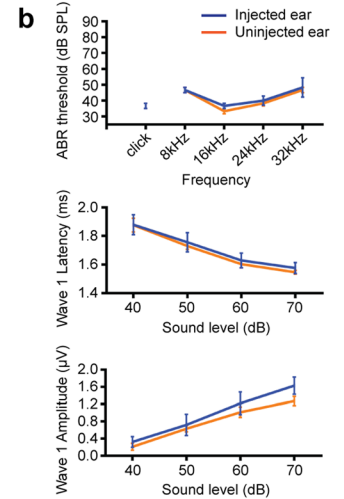 b
Injected ear
Uninjected ear
ABR threshold (dB SPL)
90
80
70
60
50
40
30
click
8kHz
16kHz
24kHz
32kHz
Frequency
Wave 1 Latency (ms)
2.0
1.8
1.6
1.4
40
50
60
70
Sound level (dB)
Wave 1 Amplitude (µV)
2.0
1.6
1.2
0.8
0.4
0.0
40
50
60
70
Sound level (dB)